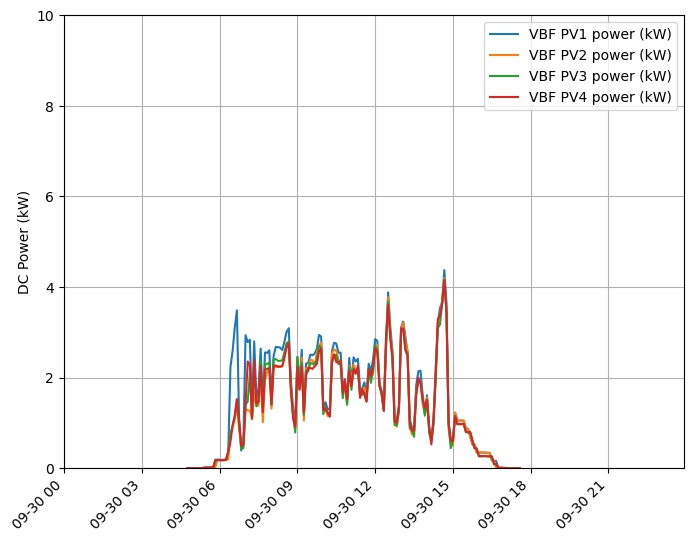 10
8
6
4
2
0
DC Power (kW)
VBF PV1 power (kW)
VBF PV2 power (kW)
VBF PV3 power (kW)
VBF PV4 power (kW)
09-30 00
09-30 03
09-30 06
09-30 09
09-30 12
09-30 15
09-30 18
09-30 21